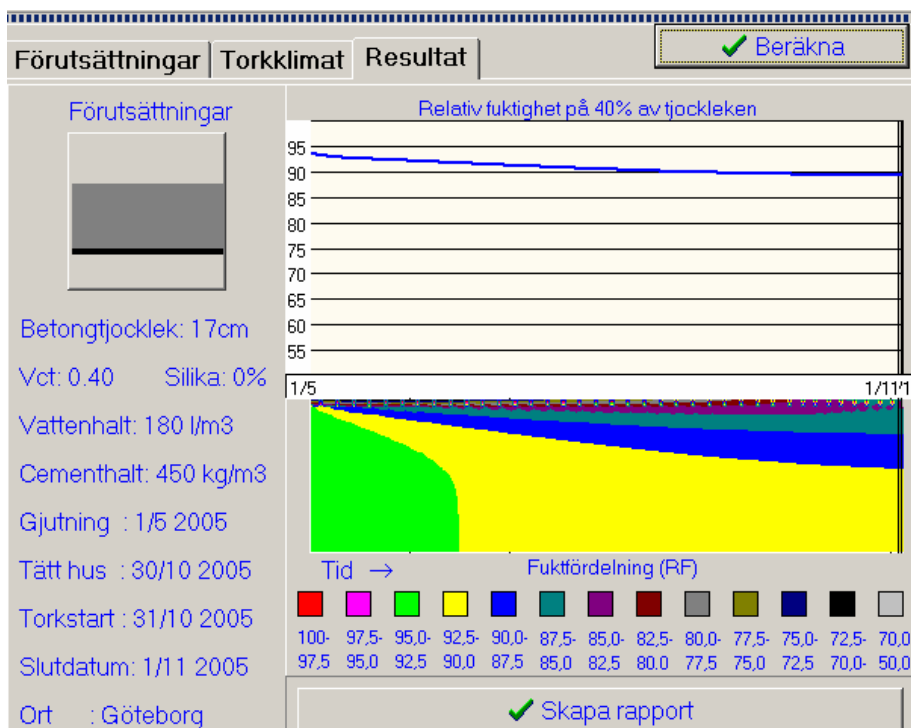 Förutsättningar Torkklimat Resultat Beräkna
Förutsättningar
Betongtjocklek: 17cm
Vct: 0.40 Silika: 0%
Vattenhalt: 180 l/m3
Cementhalt: 450 kg/m3
Gjutning : 1/5 2005
Tätt hus : 30/10 2005
Torkstart : 31/10 2005
Slutdatum: 1/11 2005
Ort : Göteborg
Relativ fuktighet på 40% av tjockleken
95
90
85
80
75
70
65
60
55
1/5 1/11'1
Tid → Fuktfördelning (RF)
100- 97,5- 95,0- 92,5- 90,0- 87,5- 85,0- 82,5- 80,0- 77,5- 75,0- 72,5- 70,0
97,5 95,0 92,5 90,0 87,5 85,0 82,5 80.0 77,5 75,0 72,5 70,0- 50,0
Skapa rapport